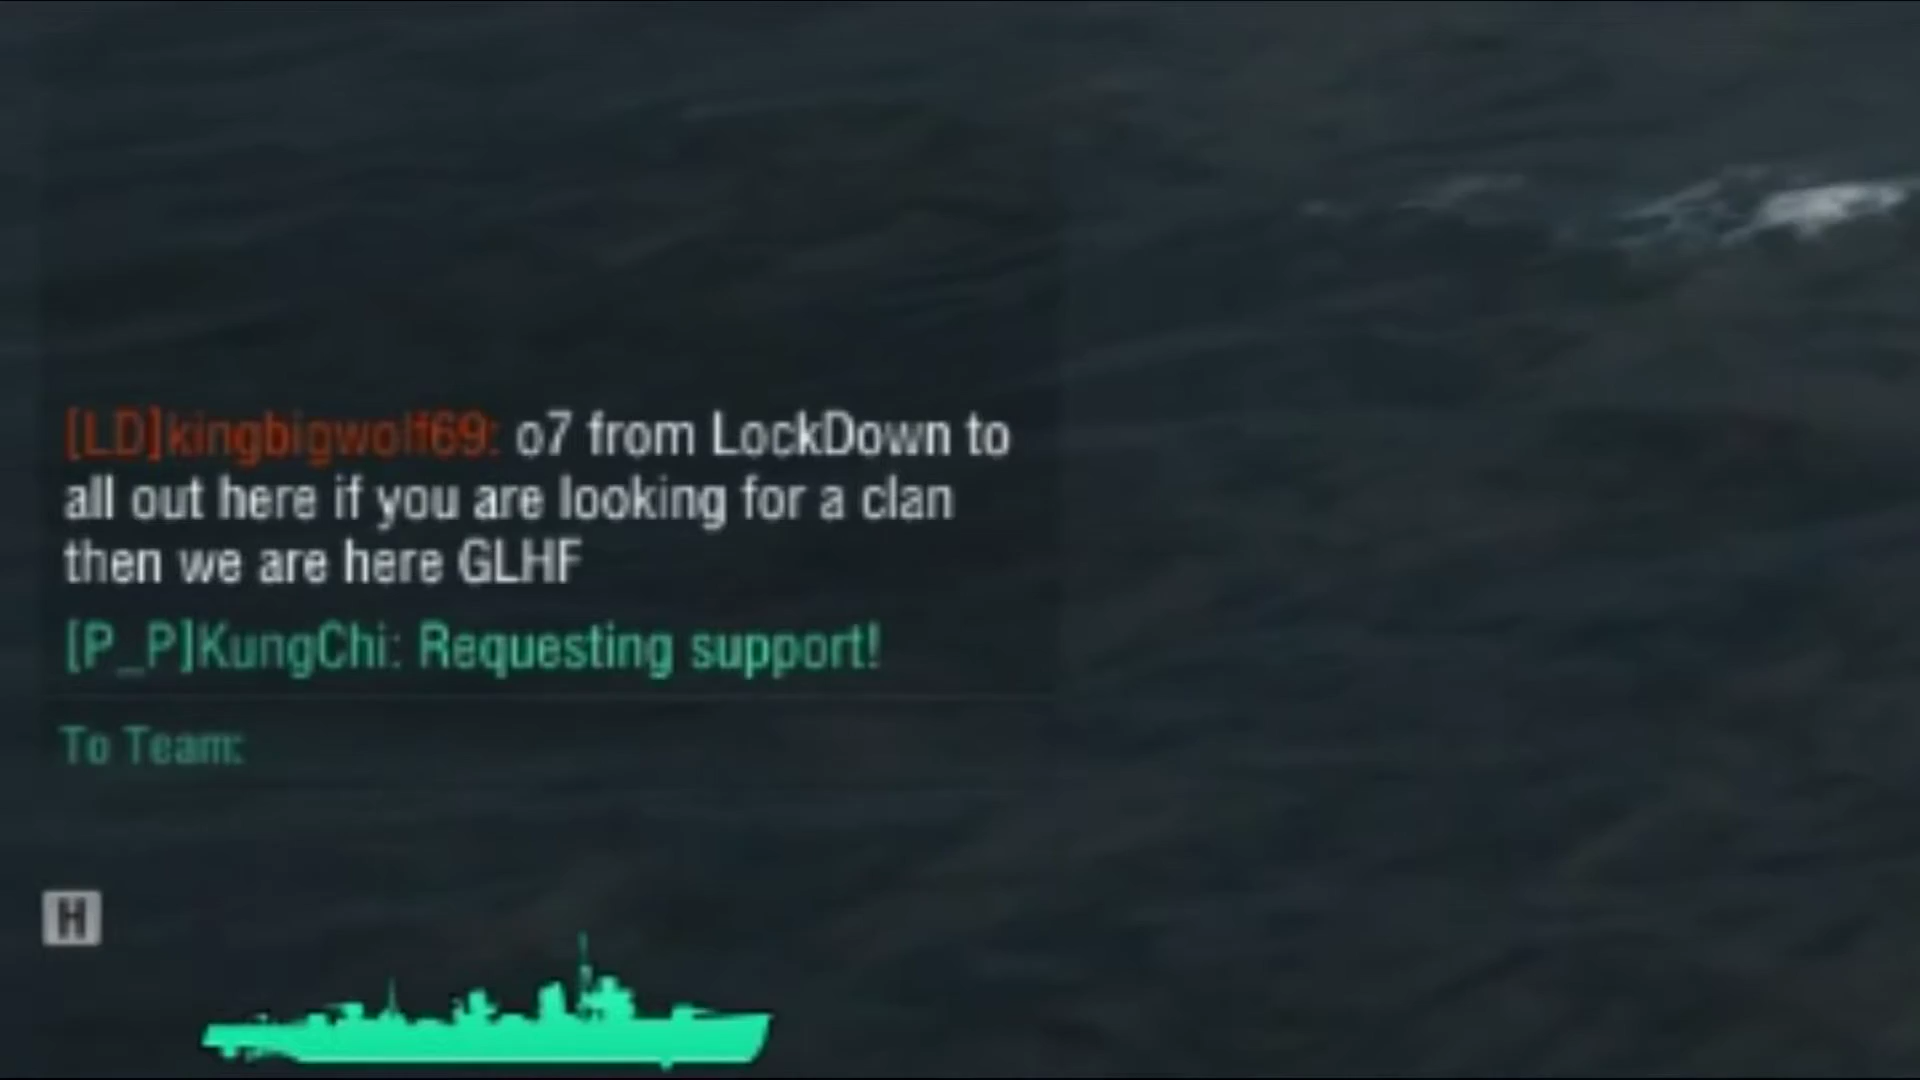 [LD]kingbigwolf69: o7 from LockDown to
all out here if you are looking for a clan
then we are here GLHF
[P_P]KungChi: Requesting support!
To Team:
H